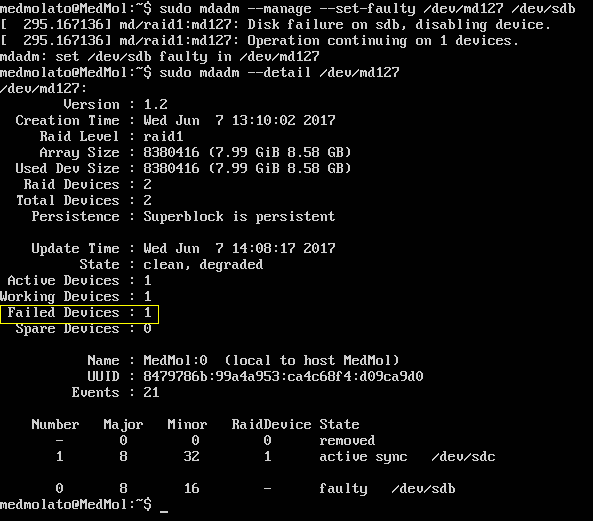 medmolato@MedMol:~$ sudo mdadm --manage --set-faulty /dev/md127 /dev/sdb
[  295.167136] md/raid1:md127: Disk failure on sdb, disabling device.
[  295.167136] md/raid1:md127: Operation continuing on 1 devices.
mdadm: set /dev/sdb faulty in /dev/md127
medmolato@MedMol:~$ sudo mdadm --detail /dev/md127
/dev/md127:
        Version : 1.2
  Creation Time : Wed Jun  7 13:10:02 2017
     Raid Level : raid1
     Array Size : 8380416 (7.99 GiB 8.58 GB)
  Used Dev Size : 8380416 (7.99 GiB 8.58 GB)
   Raid Devices : 2
  Total Devices : 2
    Persistence : Superblock is persistent
    Update Time : Wed Jun  7 14:08:17 2017
          State : clean, degraded
 Active Devices : 1
Working Devices : 1
 Failed Devices : 1
  Spare Devices : 0
           Name : MedMol:0  (local to host MedMol)
           UUID : 8479786b:99a4a953:ca4c68f4:d09ca9d0
         Events : 21
    Number   Major   Minor   RaidDevice State
       -       0        0        0      removed
       1       8       32        1      active sync   /dev/sdc
       0       8       16        -      faulty   /dev/sdb
medmolato@MedMol:~$ _